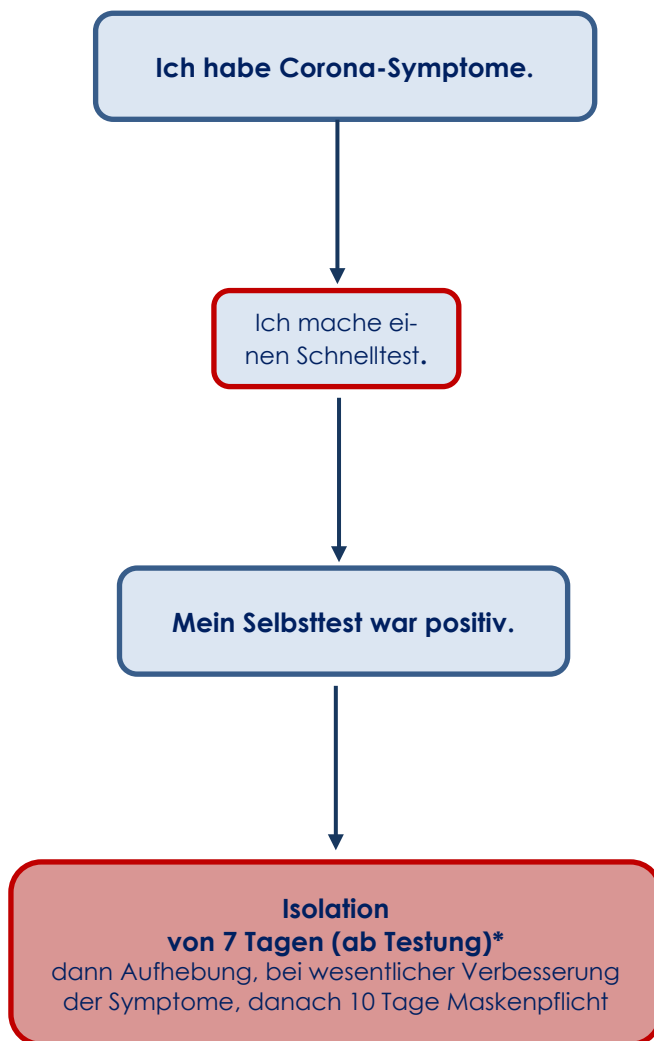 Ich habe Corona-Symptome.
Ich mache ei-
nen Schnelltest.
Mein Selbsttest war positiv.
Isolation
von 7 Tagen (ab Testung)*
dann Aufhebung, bei wesentlicher Verbesserung
der Symptome, danach 10 Tage Maskenpflicht